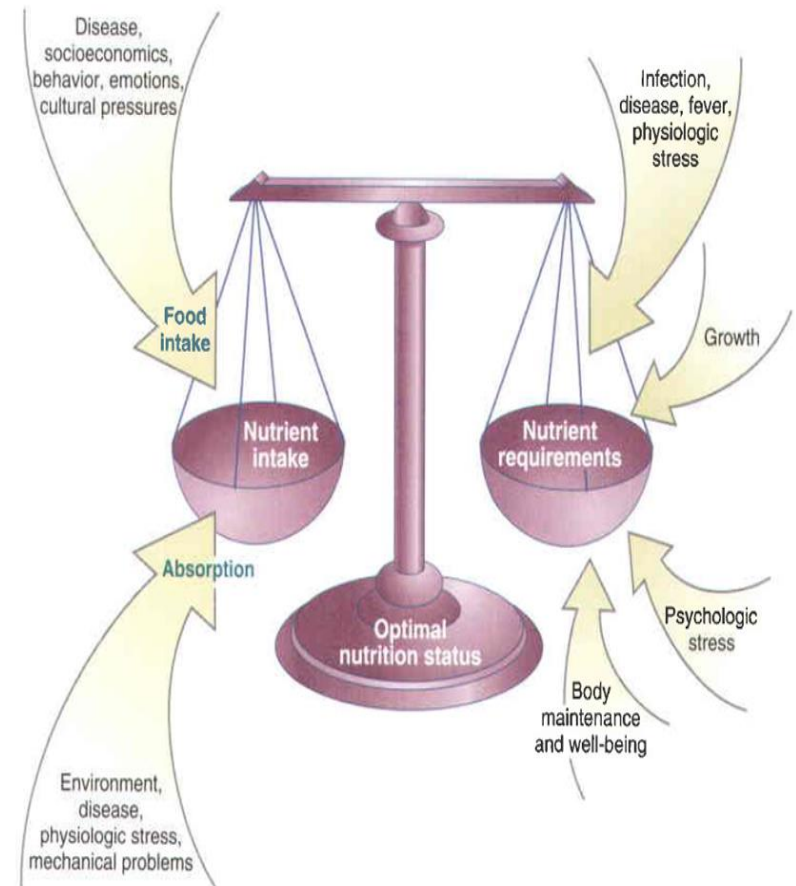 Disease,
socioeconomics,
behavior, emotions,
cultural pressures
Infection,
disease, fever,
physiologic
stress
Food
intake
Growth
Nutrient
intake
Nutrient
requirements
Absorption
Optimal
nutrition status
Psychologic
stress
Body
maintenance
and well-being
Environment,
disease,
physiologic stress,
mechanical problems